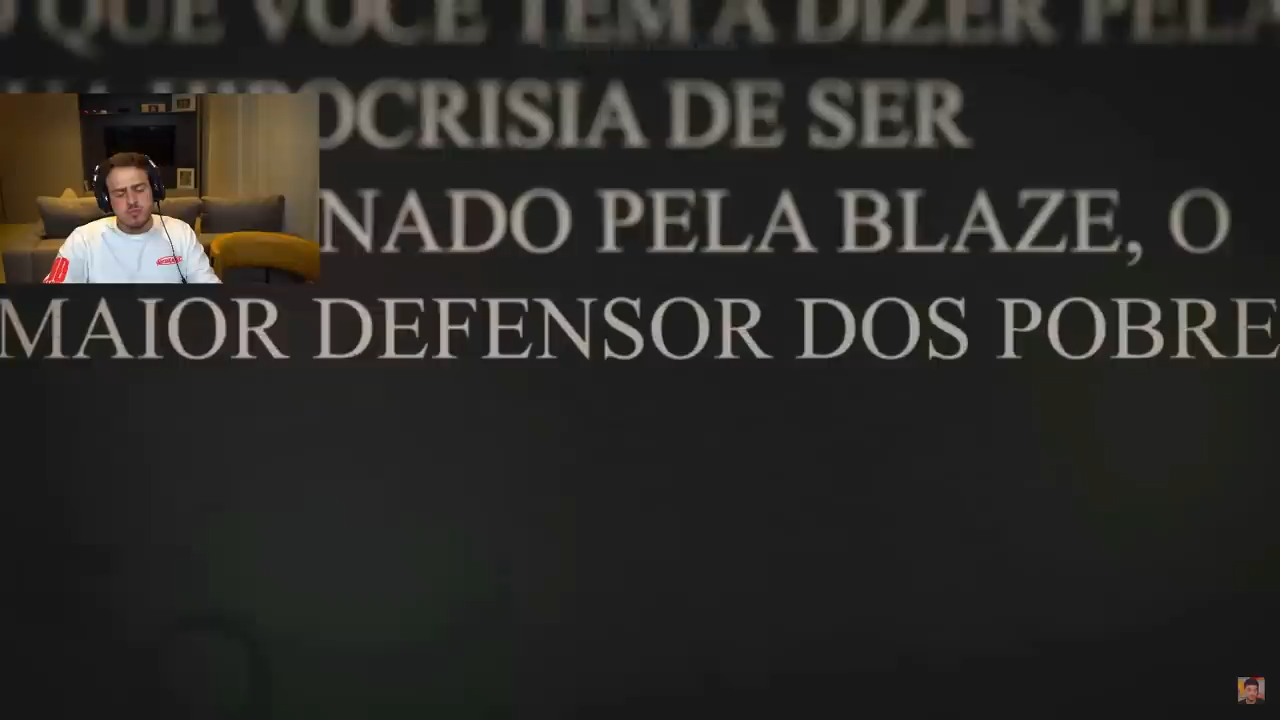 QUE VOCÊ TEM A DIZER PELA
OCRISIA DE SER
NADO PELA BLAZE, O
MAIOR DEFENSOR DOS POBRE